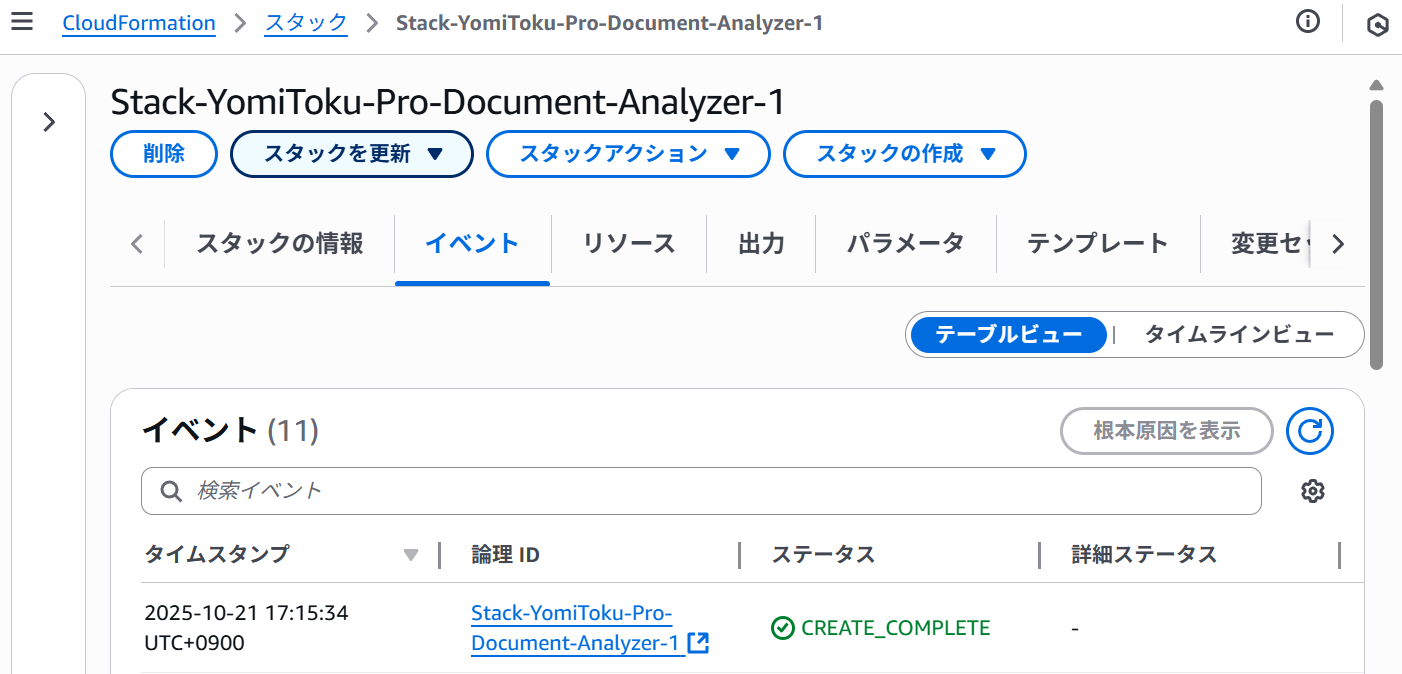 CloudFormation > スタック > Stack-YomiToku-Pro-Document-Analyzer-1
Stack-YomiToku-Pro-Document-Analyzer-1
削除 スタックを更新 スタックアクション スタックの作成
スタックの情報 イベント リソース 出力 パラメータ テンプレート 変更セ
テーブルビュー | タイムラインビュー
イベント (11) 根本原因を表示
検索イベント
タイムスタンプ 論理 ID ステータス 詳細ステータス
2025-10-21 17:15:34 Stack-YomiToku-Pro-
UTC+0900 Document-Analyzer-1 CREATE_COMPLETE -